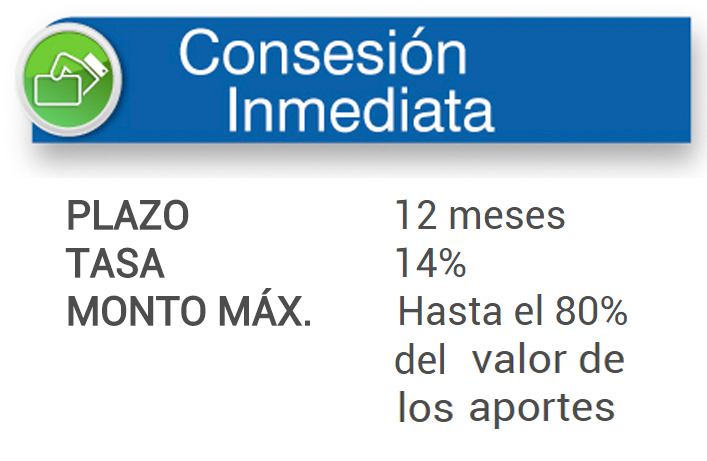 Consesión
Inmediata
PLAZO 12 meses
TASA 14%
MONTO MÁX. Hasta el 80%
del valor de
los aportes